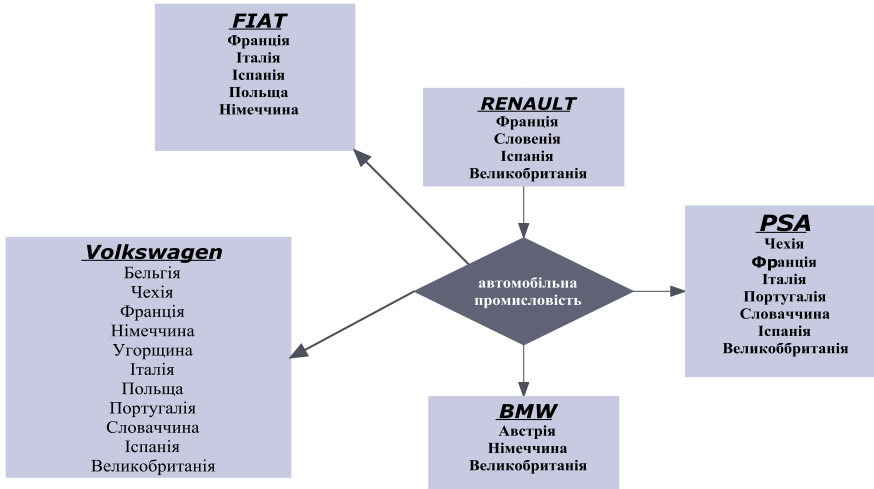 FIAT
Франція
Італія
Іспанія
Польща
Німеччина
RENAULT
Франція
Словенія
Іспанія
Великобританія
PSA
Чехія
Франція
Італія
Португалія
Словаччина
Іспанія
Великоббританія
Volkswagen
Бельгія
Чехія
Франція
Німеччина
Угорщина
Італія
Польща
Португалія
Словаччина
Іспанія
Великобританія
автомобільна
промисловість
BMW
Австрія
Німеччина
Великобританія